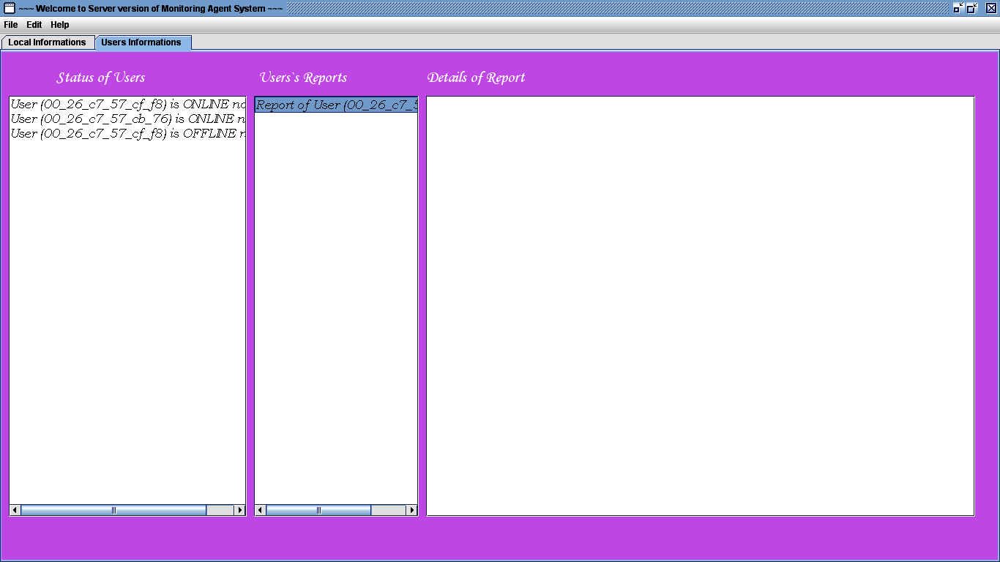 ~~~ Welcome to Server version of Monitoring Agent System ~~~
File Edit Help
Local Informations Users Informations
Status of Users
User (00_26_c7_57_cf_f8) is ONLINE no
User (00_26_c7_57_cb_76) is ONLINE n
User (00_26_c7_57_cf_f8) is OFFLINE n
Users`s Reports
Report of User (00_26_c7_5
Details of Report